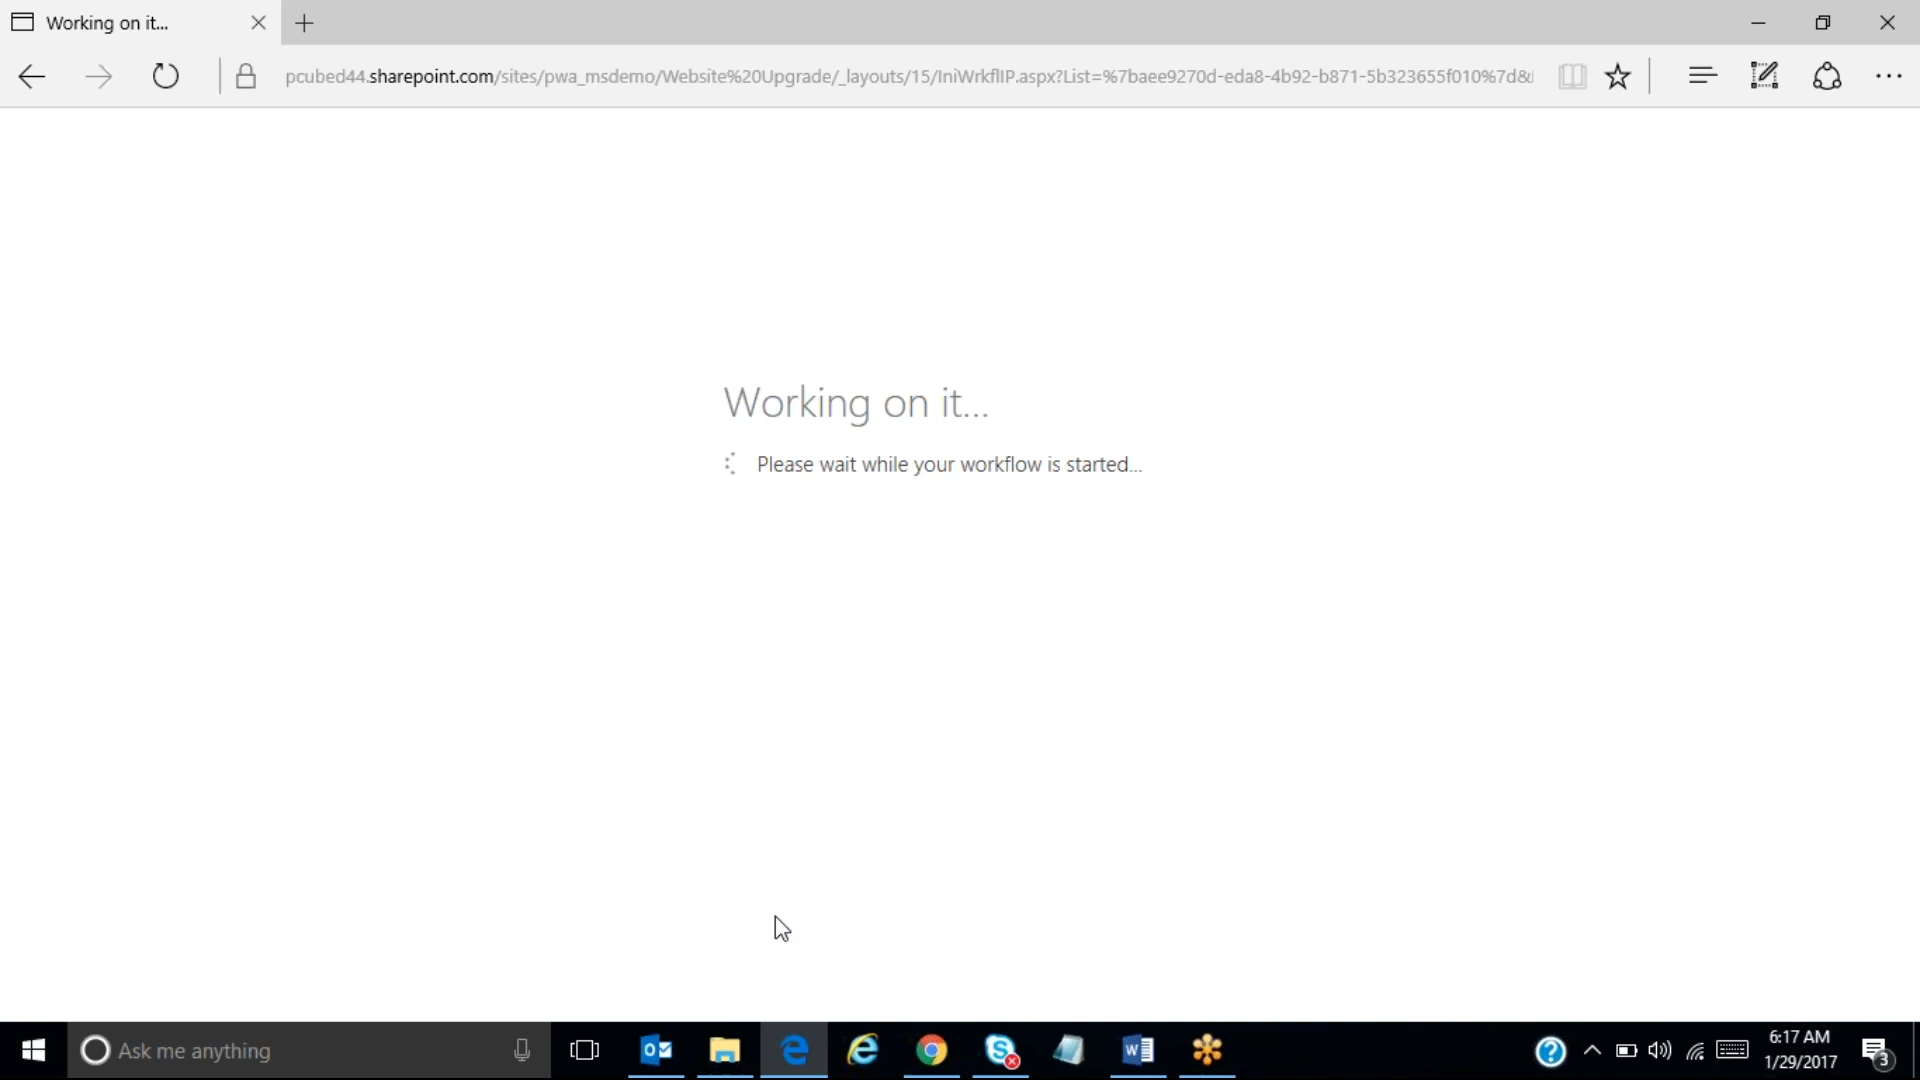 Working on it...
pcubed44.sharepoint.com/sites/pwa_msdemo/Website%20Upgrade/_layouts/15/IniWrkflIP.aspx?List=%7baee9270d-eda8-4b92-b871-5b323655f010%7d&
Working on it...
Please wait while your workflow is started...
Ask me anything
6:17 AM
1/29/2017
3